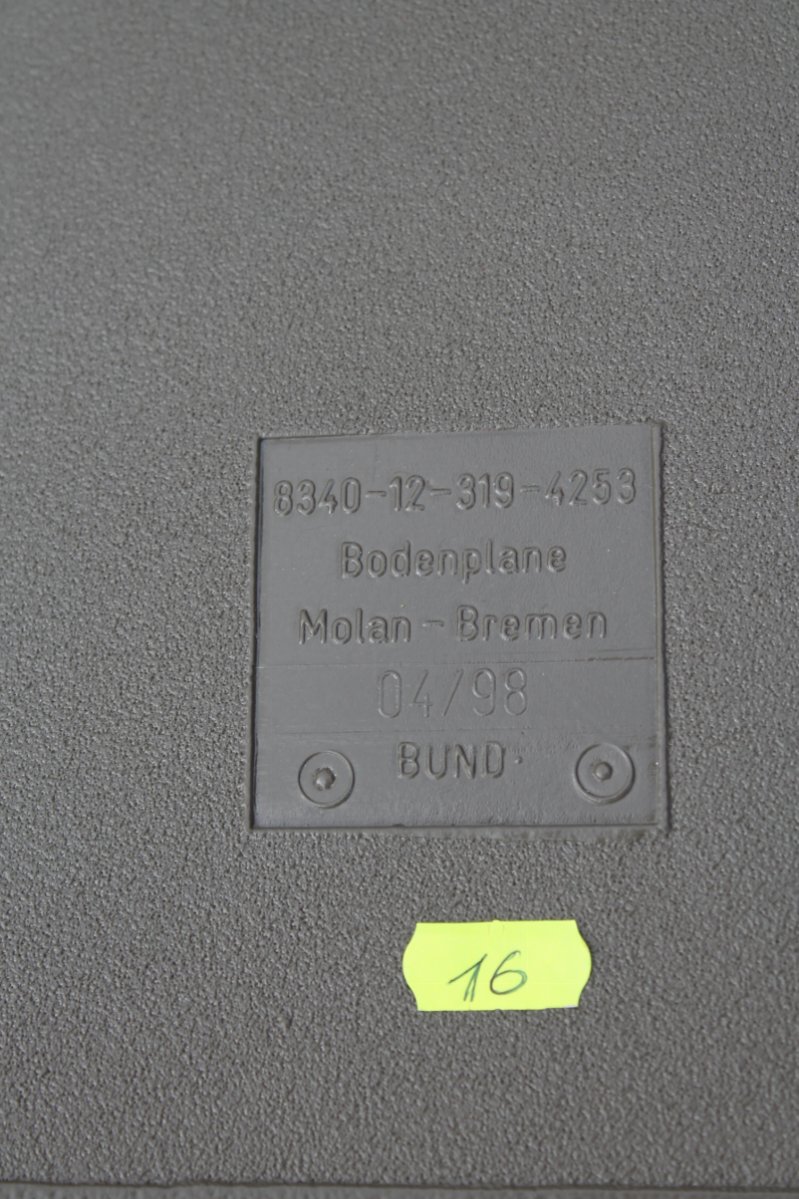 8340-12-319-4253
Bodenplane
Molan-Bremen
04/98
BUND
16